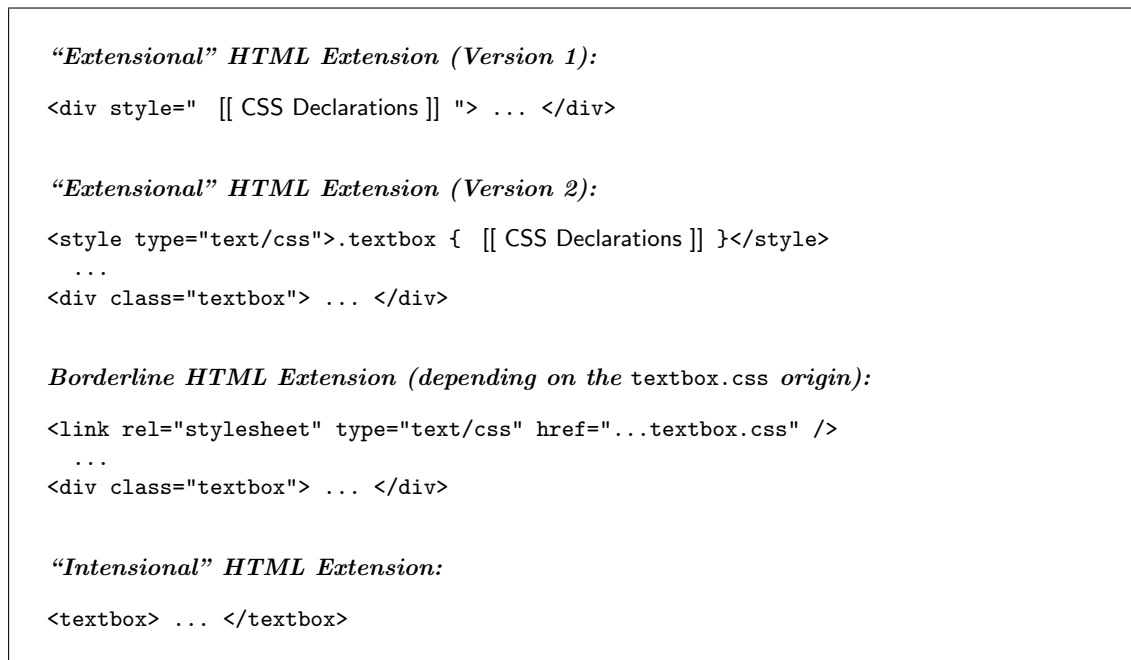 “Extensional” HTML Extension (Version 1):
<div style=" [[ CSS Declarations ]] "> ... </div>
“Extensional” HTML Extension (Version 2):
<style type="text/css">.textbox { [[ CSS Declarations ]] }</style>
...
<div class="textbox"> ... </div>
Borderline HTML Extension (depending on the textbox.css origin):
<link rel="stylesheet" type="text/css" href="...textbox.css" />
...
<div class="textbox"> ... </div>
“Intensional” HTML Extension:
<textbox> ... </textbox>